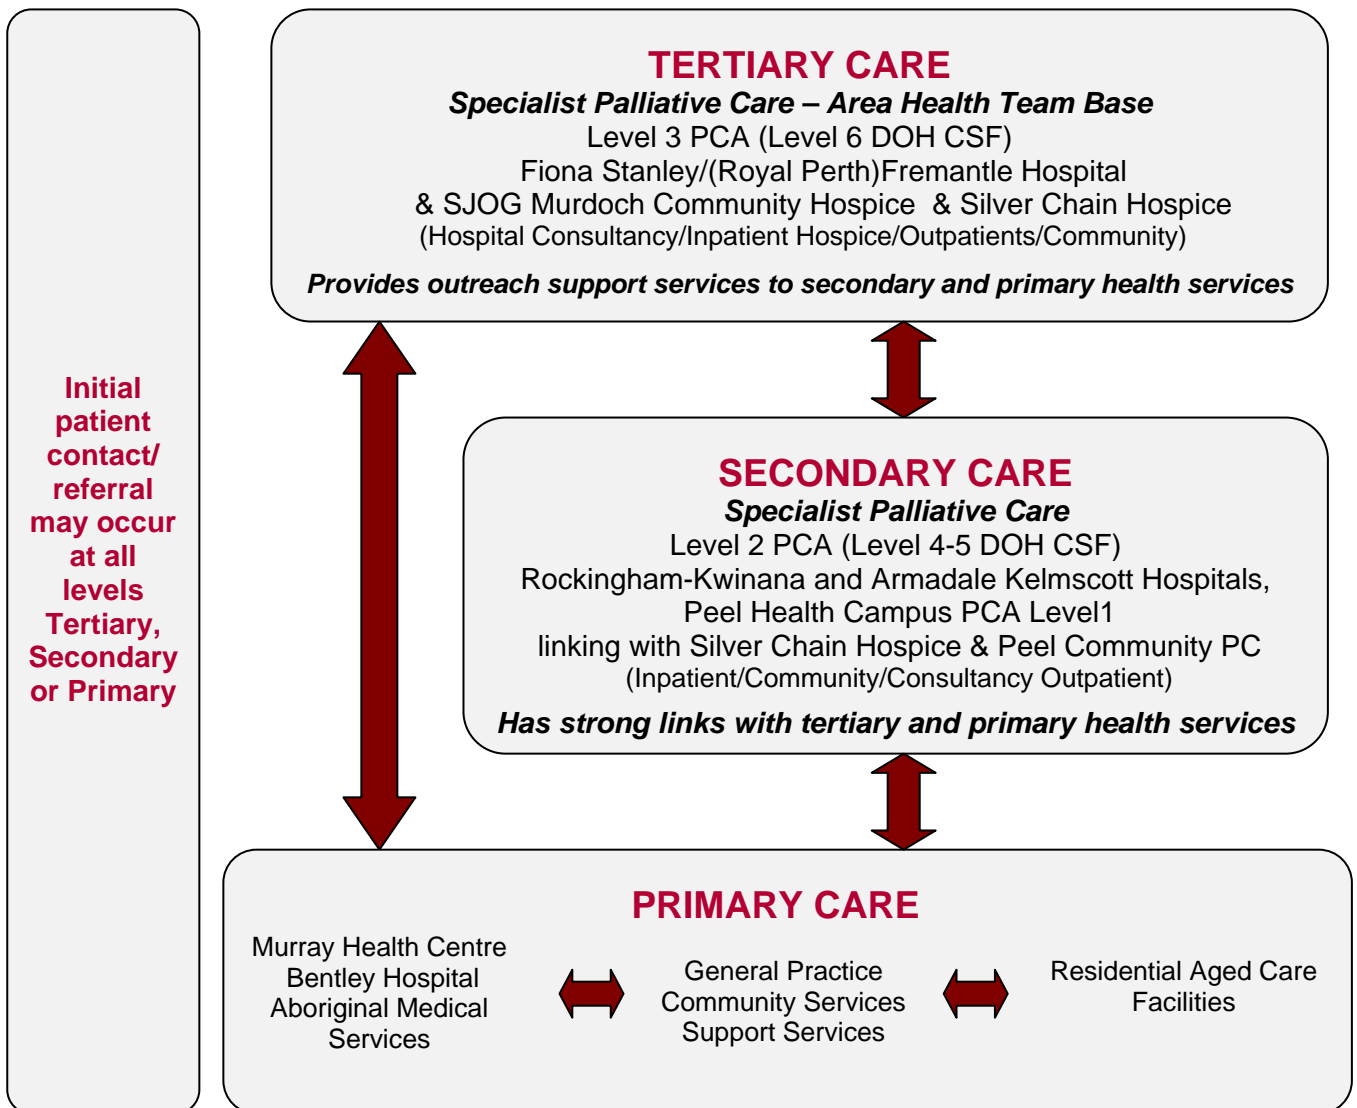 Initial
patient
contact/
referral
may occur
at all
levels
Tertiary,
Secondary
or Primary
TERTIARY CARE
Specialist Palliative Care – Area Health Team Base
Level 3 PCA (Level 6 DOH CSF)
Fiona Stanley/(Royal Perth)Fremantle Hospital
& SJOG Murdoch Community Hospice & Silver Chain Hospice
(Hospital Consultancy/Inpatient Hospice/Outpatients/Community)
Provides outreach support services to secondary and primary health services
SECONDARY CARE
Specialist Palliative Care
Level 2 PCA (Level 4-5 DOH CSF)
Rockingham-Kwinana and Armadale Kelmscott Hospitals,
Peel Health Campus PCA Level1
linking with Silver Chain Hospice & Peel Community PC
(Inpatient/Community/Consultancy Outpatient)
Has strong links with tertiary and primary health services
PRIMARY CARE
Murray Health Centre
Bentley Hospital
Aboriginal Medical
Services
General Practice
Community Services
Support Services
Residential Aged Care
Facilities